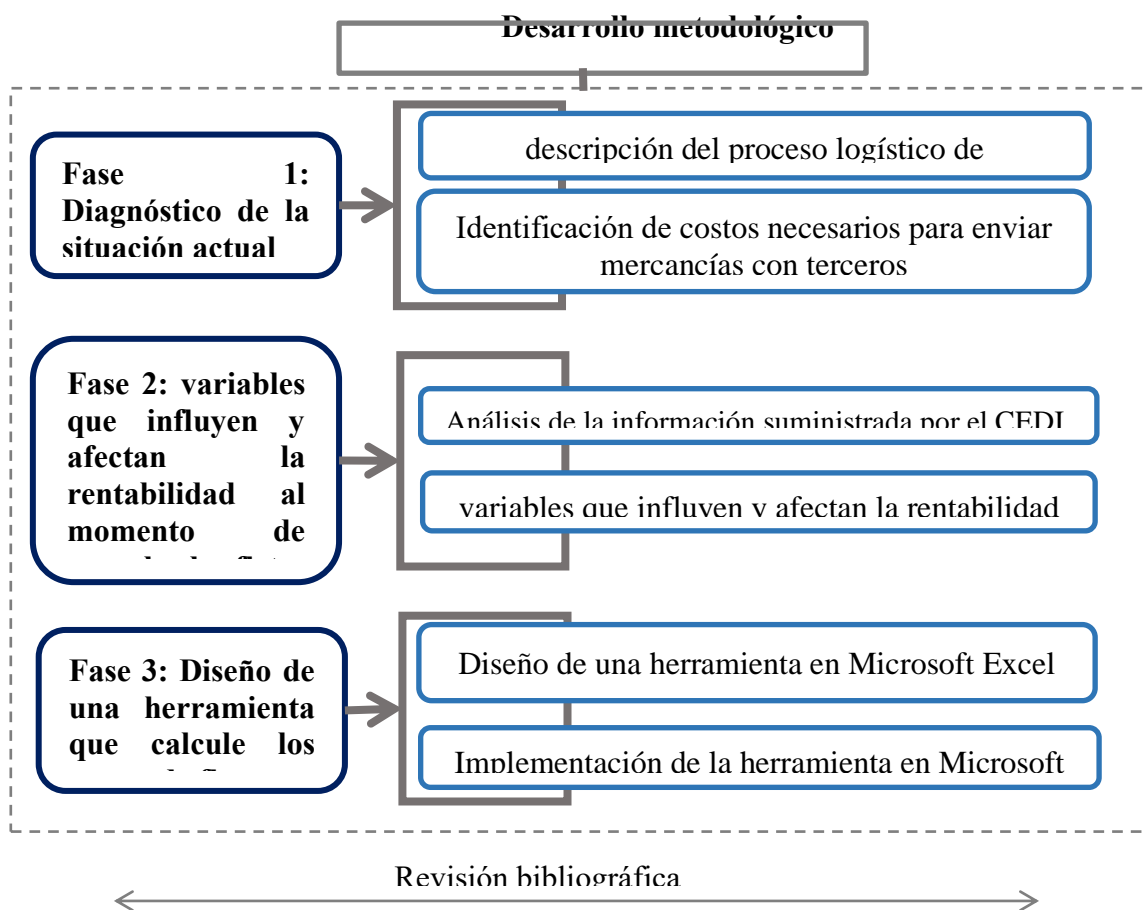 Desarrollo metodológico
Fase 1:
Diagnóstico de la
situación actual
descripción del proceso logístico de
Identificación de costos necesarios para enviar
mercancías con terceros
Fase 2: variables
que influyen y
afectan la
rentabilidad al
momento de
Análisis de la información suministrada por el CEDI
variables que influyen y afectan la rentabilidad
Fase 3: Diseño de
una herramienta
que calcule los
Diseño de una herramienta en Microsoft Excel
Implementación de la herramienta en Microsoft
Revisión bibliográfica